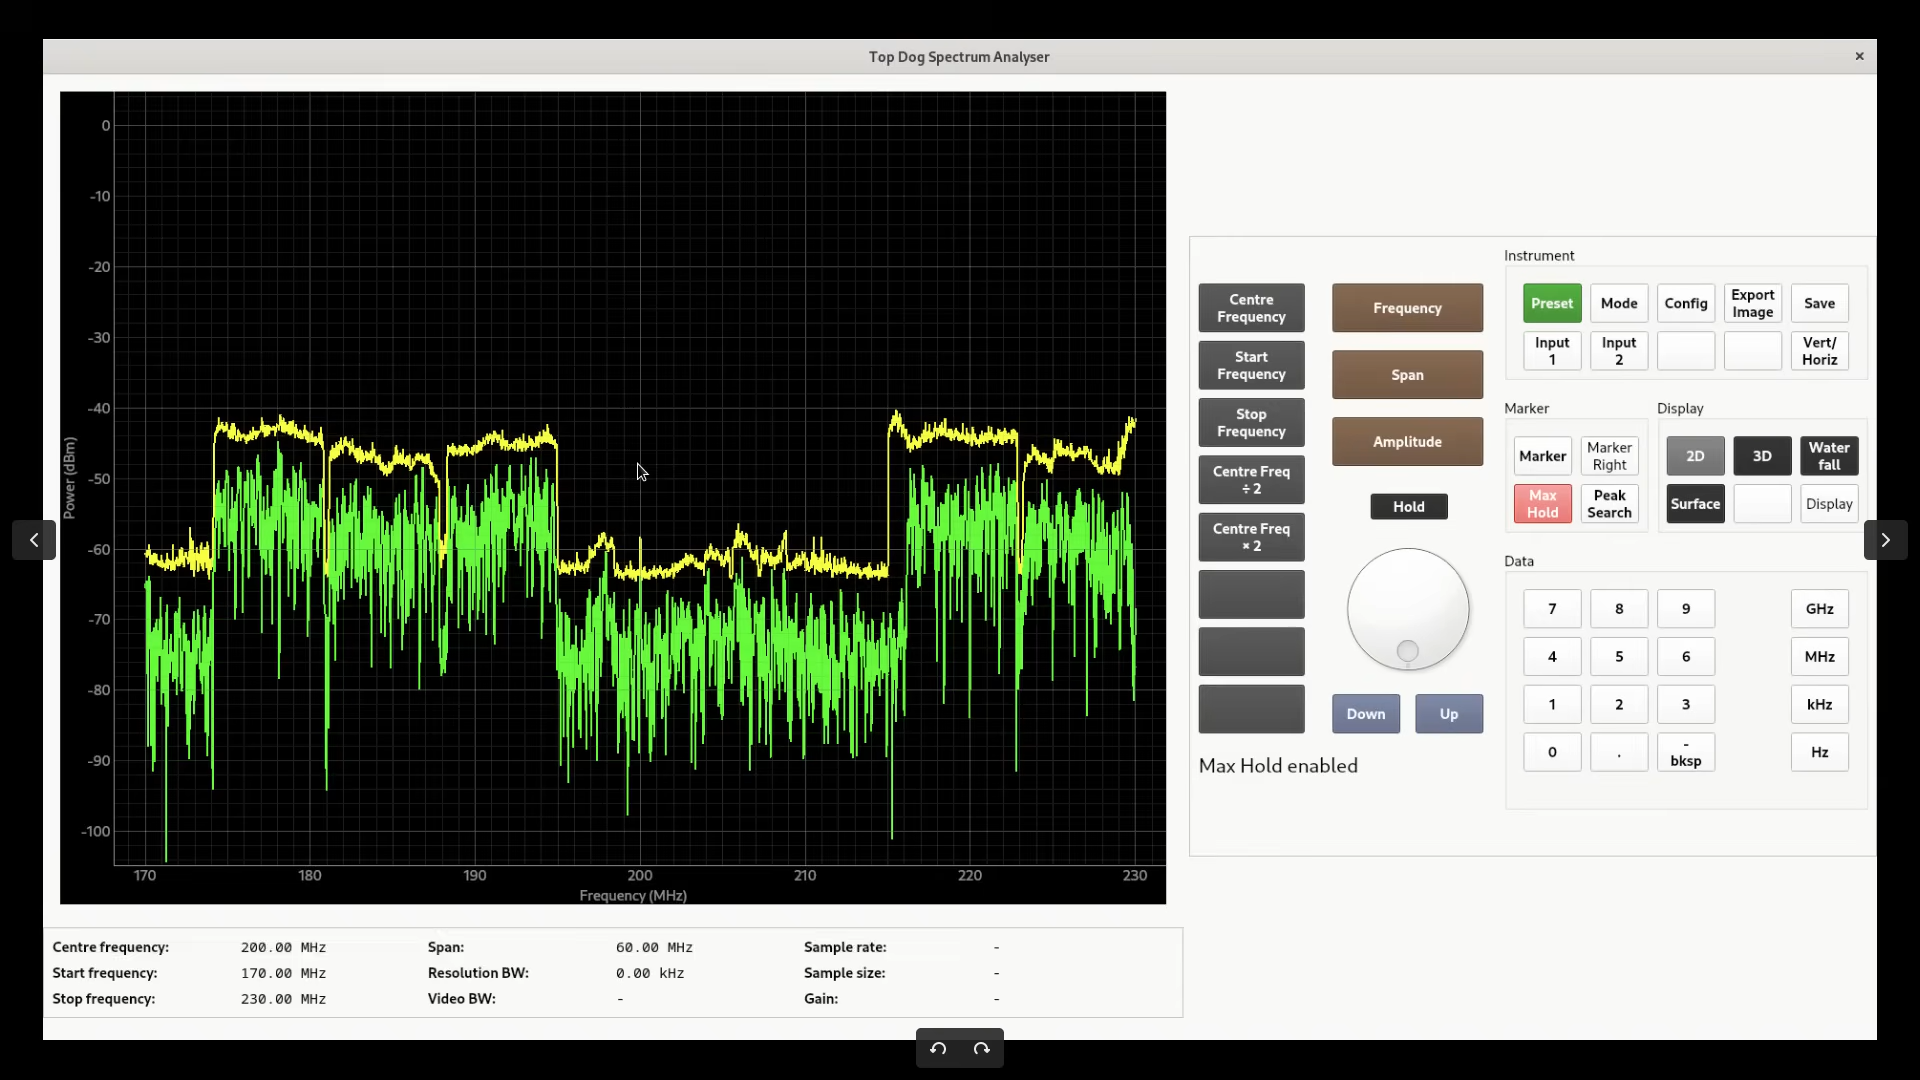 Top Dog Spectrum Analyser
×
0
-10
-20
-30
-40
-50
-60
-70
-80
-90
-100
Power (dBm)
170 180 190 200 210 220 230
Frequency (MHz)
Centre
Frequency
Start
Frequency
Stop
Frequency
Centre Freq
÷ 2
Centre Freq
× 2
Frequency
Span
Amplitude
Hold
Down Up
Max Hold enabled
Instrument
Preset Mode Config Export
Image Save
Input
1 Input
2 Vert/
Horiz
Marker
Marker Marker
Right
Max
Hold Peak
Search
Display
2D 3D Water
fall
Surface Display
Data
7 8 9 GHz
4 5 6 MHz
1 2 3 kHz
0 . -
bksp Hz
Centre frequency: 200.00 MHz Span: 60.00 MHz Sample rate: -
Start frequency: 170.00 MHz Resolution BW: 0.00 kHz Sample size: -
Stop frequency: 230.00 MHz Video BW: - Gain: -